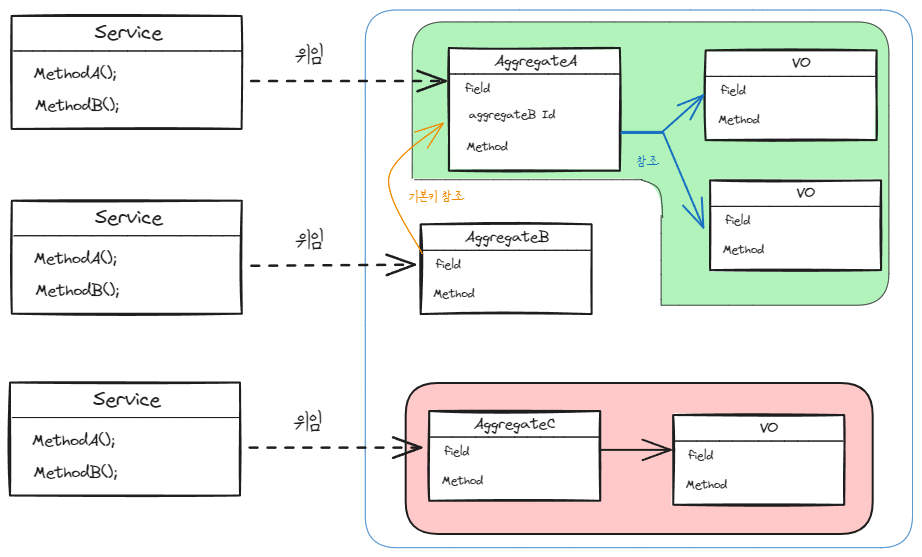 Service
MethodA();
MethodB();
위임
AggregateA
field
aggregateB Id
Method
VO
field
Method
참조
VO
field
Method
기본키 참조
Service
MethodA();
MethodB();
위임
AggregateB
field
Method
Service
MethodA();
MethodB();
위임
AggregateC
field
Method
VO
field
Method